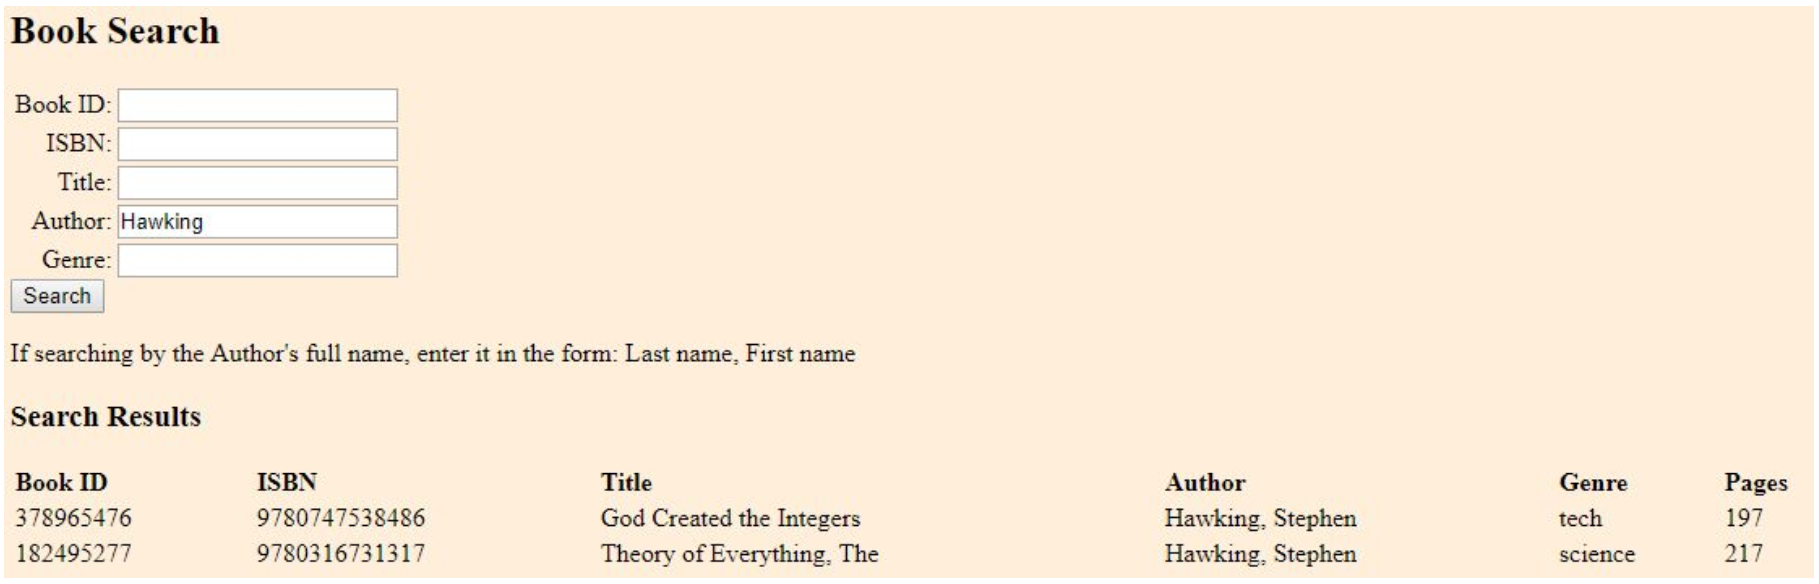 Book Search
Book ID:
ISBN:
Title:
Author: Hawking
Genre:
Search
If searching by the Author's full name, enter it in the form: Last name, First name
Search Results
Book ID ISBN Title Author Genre Pages
378965476 9780747538486 God Created the Integers Hawking, Stephen tech 197
182495277 9780316731317 Theory of Everything, The Hawking, Stephen science 217